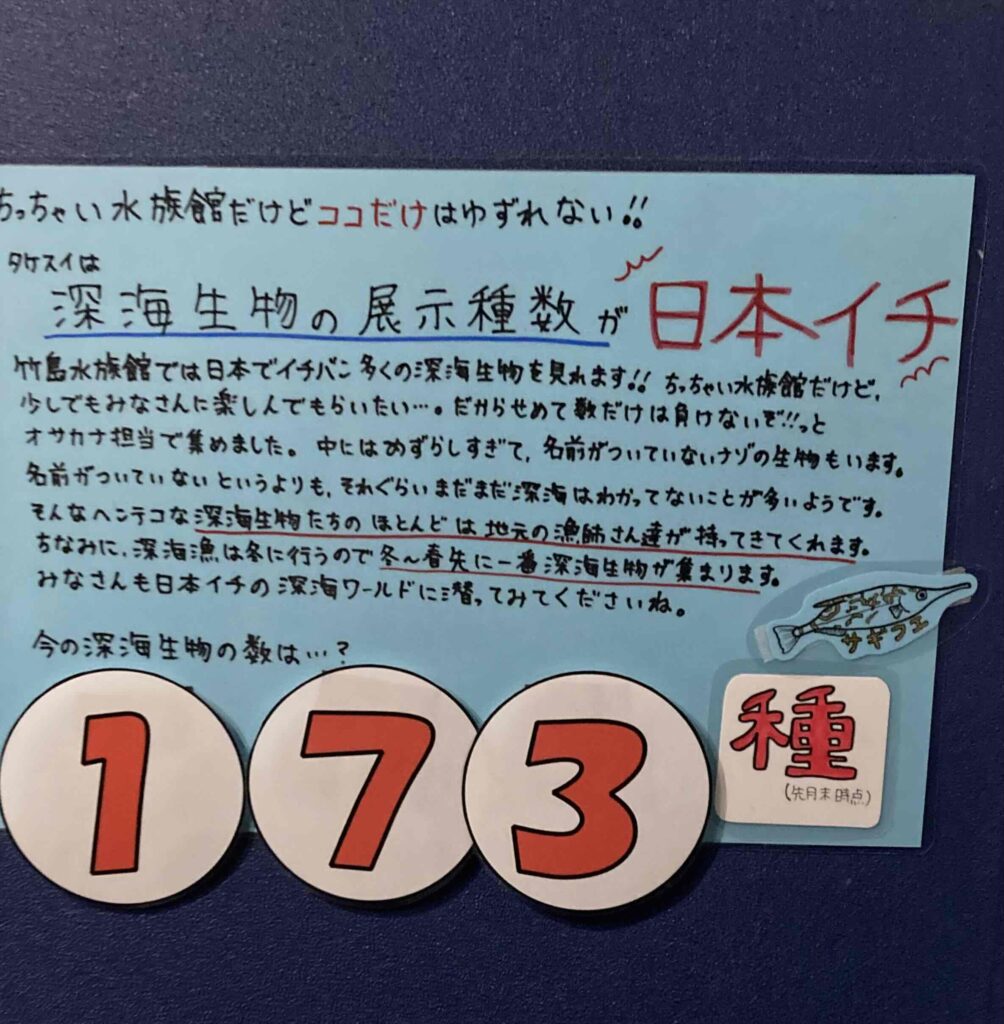 ちっちゃい水族館だけどココだけはゆずれない!!
タケスイは
深海生物の展示種数が日本イチ
竹島水族館では日本でイチバン多くの深海生物を見れます!! ちっちゃい水族館だけど、
少しでもみなさんに楽しんでもらいたい…。だからせめて数だけは負けないぞ!!っと
オサカナ担当で集めました。中にはめずらしすぎて、名前がついていないナゾの生物もいます。
名前がついていないというよりも、それぐらいまだまだ深海はわかってないことが多いようです。
そんなヘンテコな深海生物たちのほとんどは地元の漁師さん達が持ってきてくれます。
ちなみに、深海漁は冬に行うので冬〜春先に一番深海生物が集まります。
みなさんも日本イチの深海ワールドに潜ってみてくださいね。
サギフエ
今の深海生物の数は…?
173種
(先月末時点)